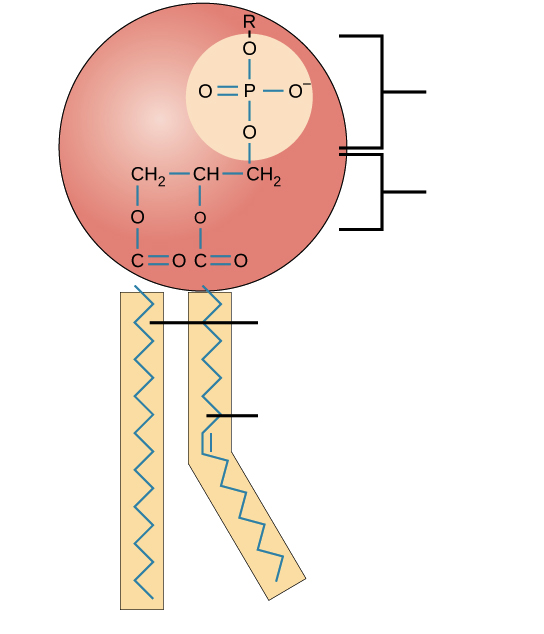 R
O
O P O⁻
O
CH₂ CH CH₂
O O
C O C O